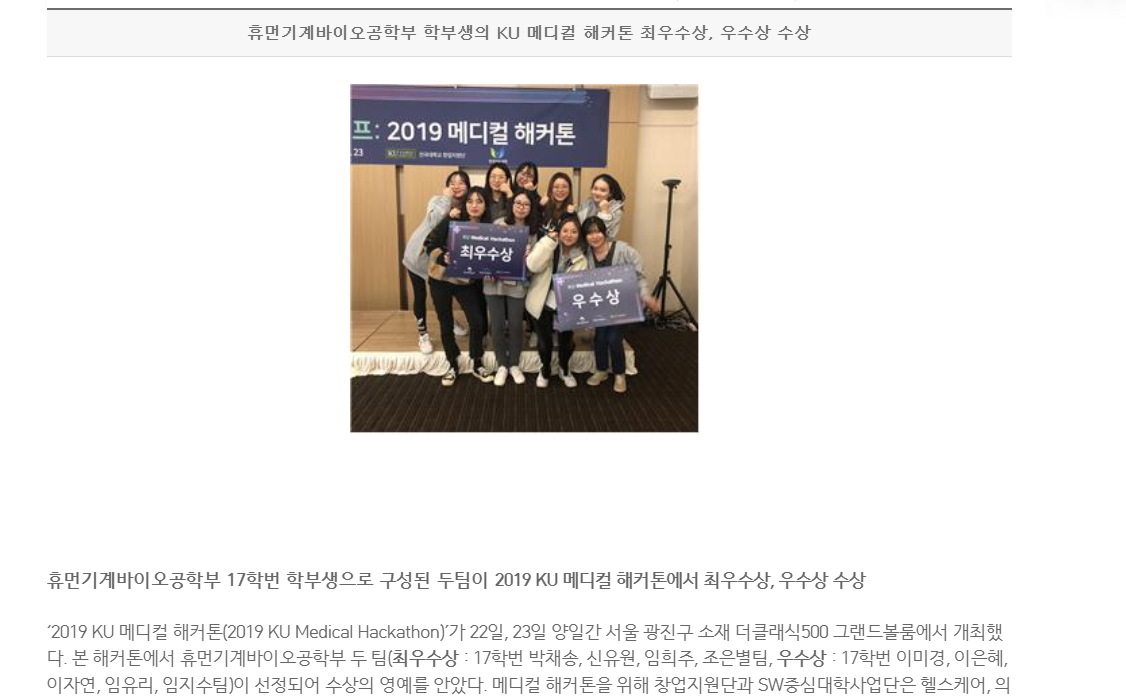 휴먼기계바이오공학부 학부생의 KU 메디컬 해커톤 최우수상, 우수상 수상
프: 2019 메디컬 해커톤
.23
KU Medical Hackathon
최우수상
KU Medical Hackathon
우수상
휴먼기계바이오공학부 17학번 학부생으로 구성된 두팀이 2019 KU 메디컬 해커톤에서 최우수상, 우수상 수상
‘2019 KU 메디컬 해커톤(2019 KU Medical Hackathon)’가 22일, 23일 양일간 서울 광진구 소재 더클래식500 그랜드볼룸에서 개최했
다. 본 해커톤에서 휴먼기계바이오공학부 두 팀(최우수상 : 17학번 박채송, 신유원, 임희주, 조은별팀, 우수상 : 17학번 이미경, 이은혜,
이자연, 임유리, 임지수팀)이 선정되어 수상의 영예를 안았다. 메디컬 해커톤을 위해 창업지원단과 SW중심대학사업단은 헬스케어, 의